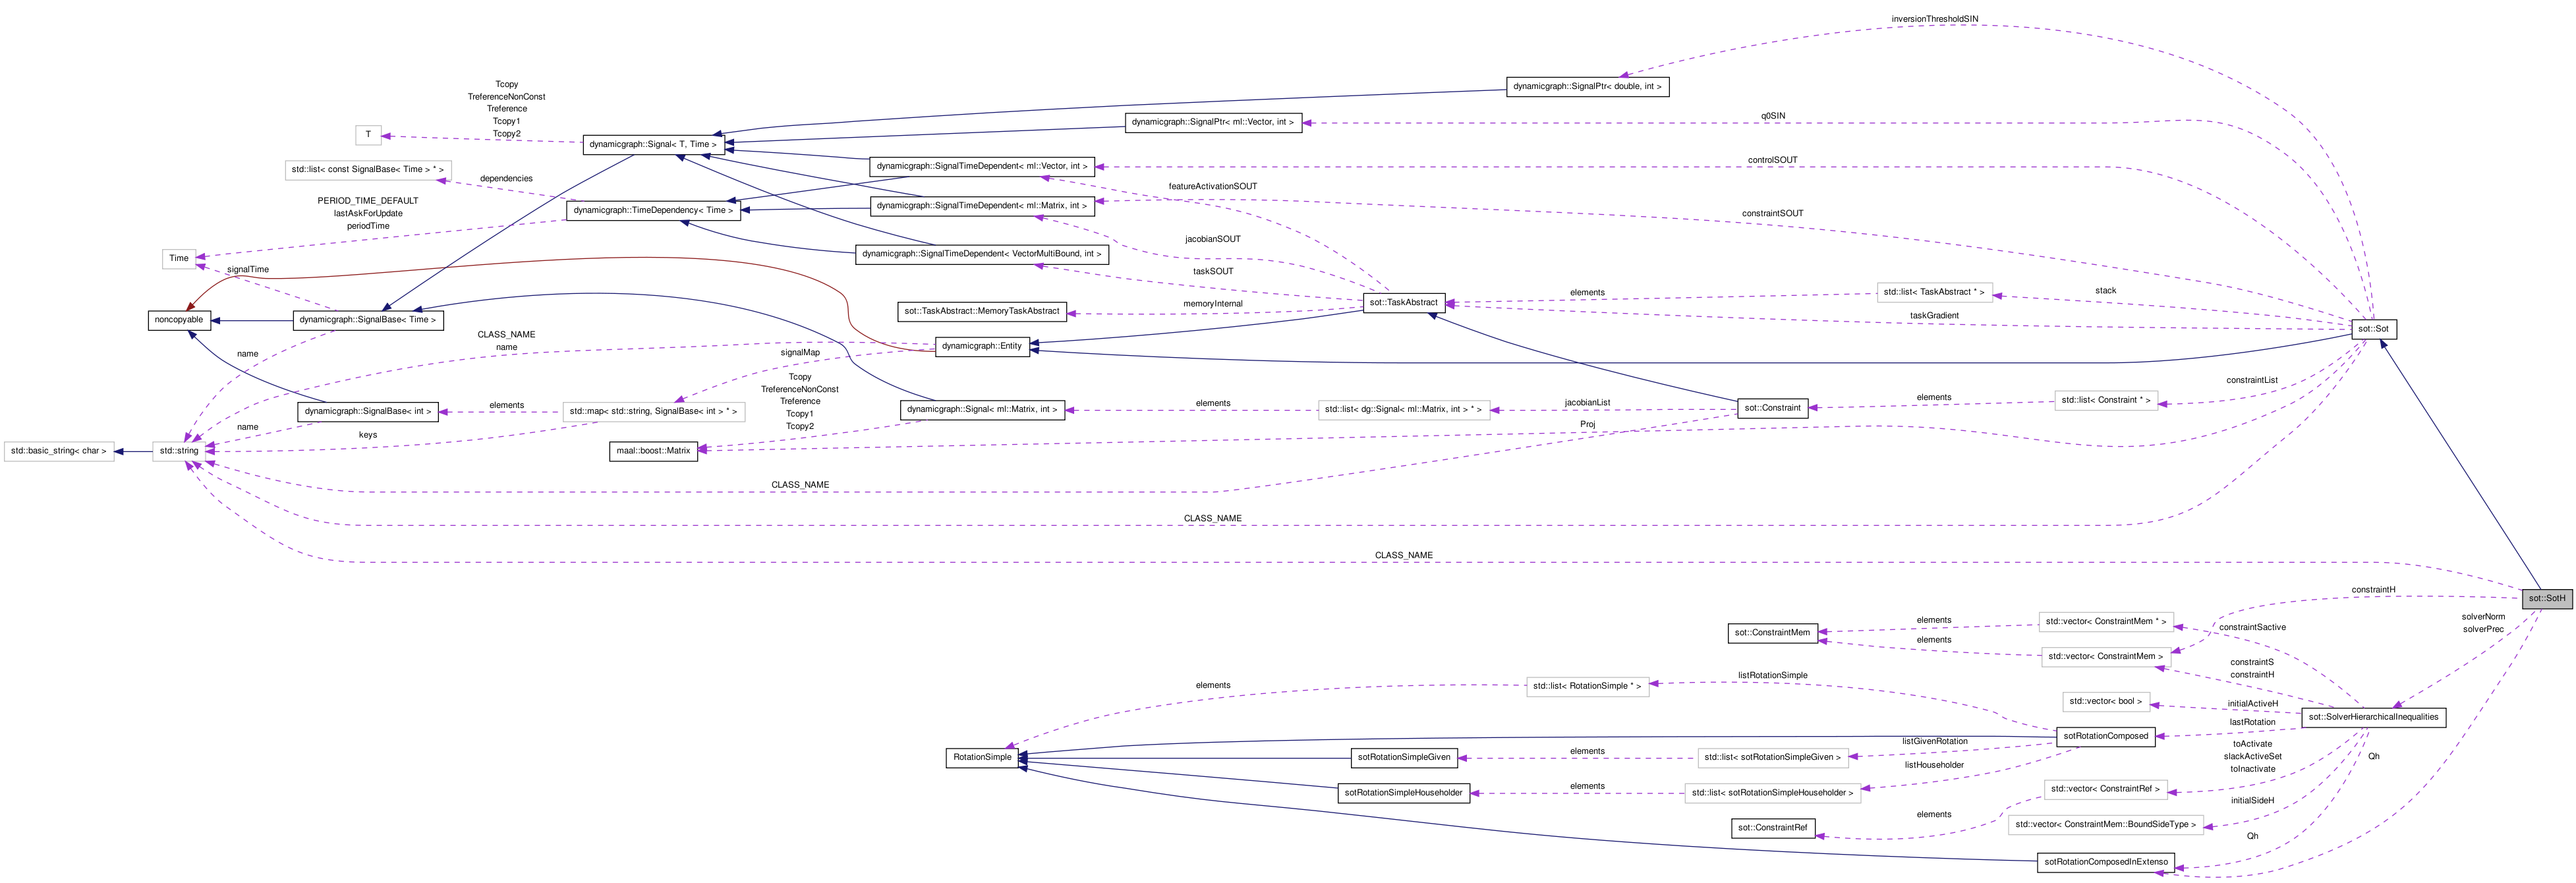 inversionThresholdSIN
dynamicgraph::SignalPtr< double, int >
Tcopy
TreferenceNonConst
Treference
Tcopy1
Tcopy2
T
dynamicgraph::Signal< T, Time >
dynamicgraph::SignalPtr< ml::Vector, int >
q0SIN
std::list< const SignalBase< Time > * >
dependencies
dynamicgraph::SignalTimeDependent< ml::Vector, int >
controlSOUT
featureActivationSOUT
PERIOD_TIME_DEFAULT
lastAskForUpdate
periodTime
dynamicgraph::TimeDependency< Time >
dynamicgraph::SignalTimeDependent< ml::Matrix, int >
constraintSOUT
jacobianSOUT
Time
signalTime
dynamicgraph::SignalTimeDependent< VectorMultiBound, int >
taskSOUT
noncopyable
dynamicgraph::SignalBase< Time >
sot::TaskAbstract::MemoryTaskAbstract
memoryInternal
sot::TaskAbstract
elements
std::list< TaskAbstract * >
stack
taskGradient
sot::Sot
name
CLASS_NAME
name
dynamicgraph::Entity
signalMap
Tcopy
TreferenceNonConst
Treference
Tcopy1
Tcopy2
dynamicgraph::SignalBase< int >
elements
std::map< std::string, SignalBase< int > * >
dynamicgraph::Signal< ml::Matrix, int >
elements
std::list< dg::Signal< ml::Matrix, int > * >
jacobianList
sot::Constraint
elements
std::list< Constraint * >
constraintList
name
keys
Proj
std::basic_string< char >
std::string
maal::boost::Matrix
CLASS_NAME
CLASS_NAME
CLASS_NAME
sot::SotH
constraintH
solverNorm
solverPrec
sot::ConstraintMem
elements
std::vector< ConstraintMem * >
constraintSactive
elements
std::vector< ConstraintMem >
constraintS
constraintH
elements
std::list< RotationSimple * >
listRotationSimple
std::vector< bool >
initialActiveH
sot::SolverHierarchicalInequalities
lastRotation
sotRotationComposed
RotationSimple
sotRotationSimpleGiven
elements
std::list< sotRotationSimpleGiven >
listGivenRotation
listHouseholder
toActivate
slackActiveSet
toInactivate
Qh
sotRotationSimpleHouseholder
elements
std::list< sotRotationSimpleHouseholder >
std::vector< ConstraintRef >
initialSideH
elements
sot::ConstraintRef
std::vector< ConstraintMem::BoundSideType >
Qh
sotRotationComposedInExtenso